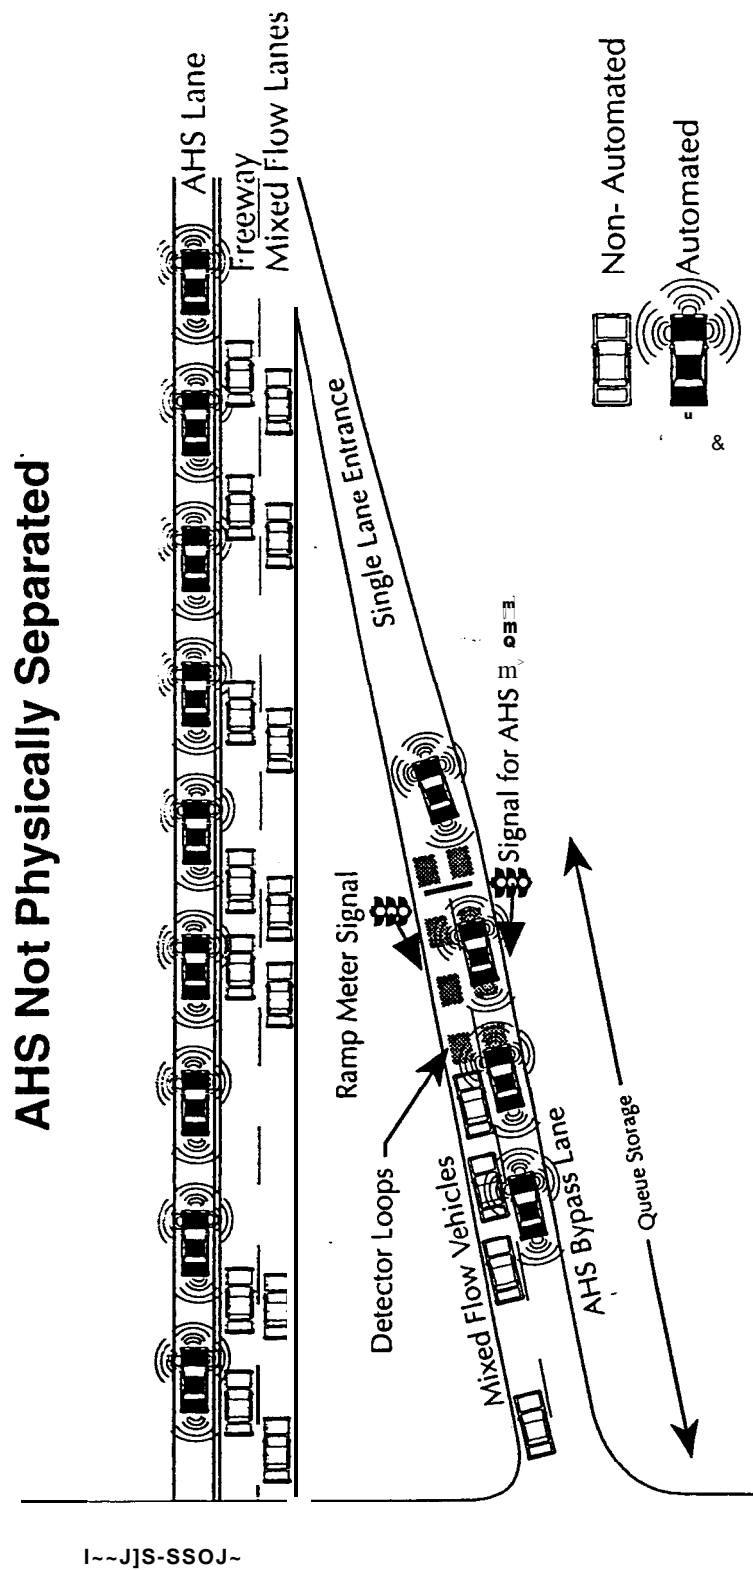 AHS Not Physically Separated
AHS Lane
Freeway
Mixed Flow Lanes
Single Lane Entrance
Non- Automated
Automated
Ramp Meter Signal
Signal for AHS
Detector Loops
Mixed Flow Vehicles
AHS Bypass Lane
Queue Storage
&
I~~J]S-SSOJ~